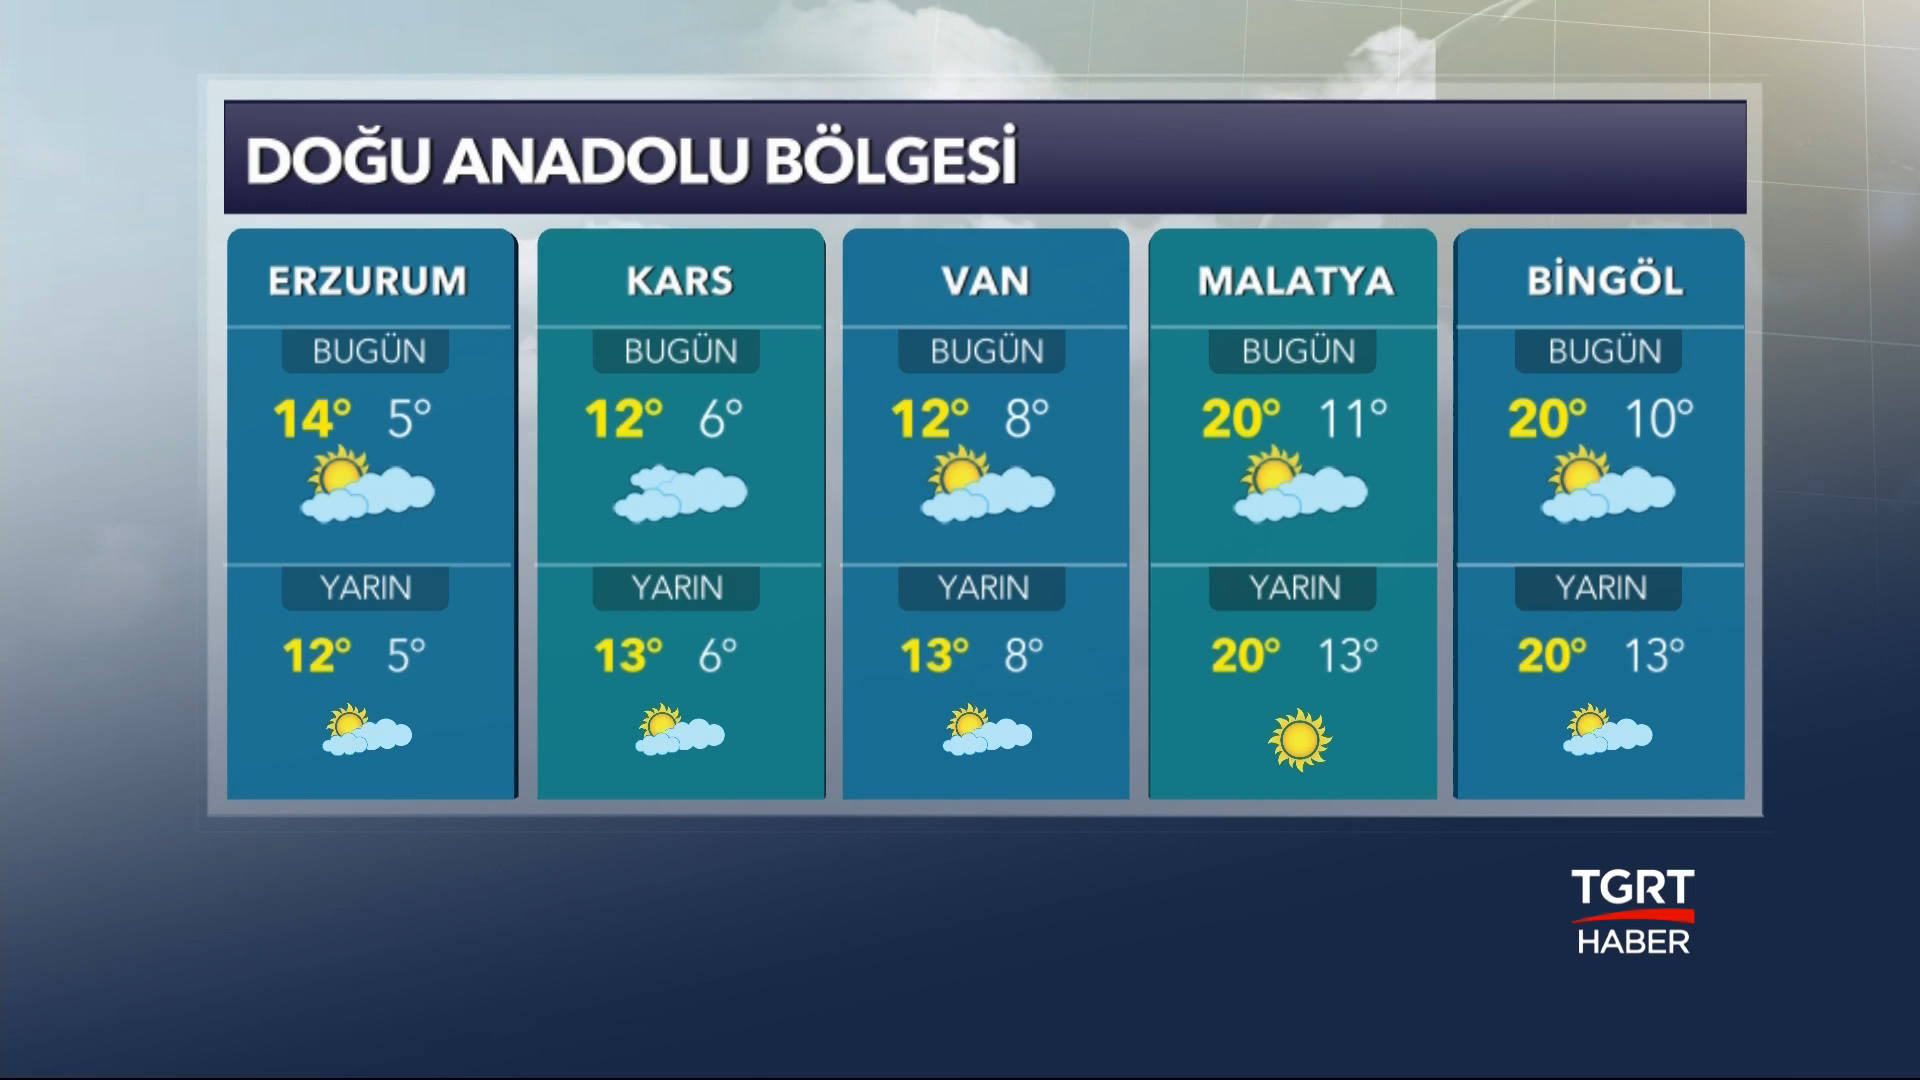 DOĞU ANADOLU BÖLGESİ
ERZURUM
BUGÜN
14° 5°
YARIN
12° 5°
KARS
BUGÜN
12° 6°
YARIN
13° 6°
VAN
BUGÜN
12° 8°
YARIN
13° 8°
MALATYA
BUGÜN
20° 11°
YARIN
20° 13°
BİNGÖL
BUGÜN
20° 10°
YARIN
20° 13°
TGRT
HABER